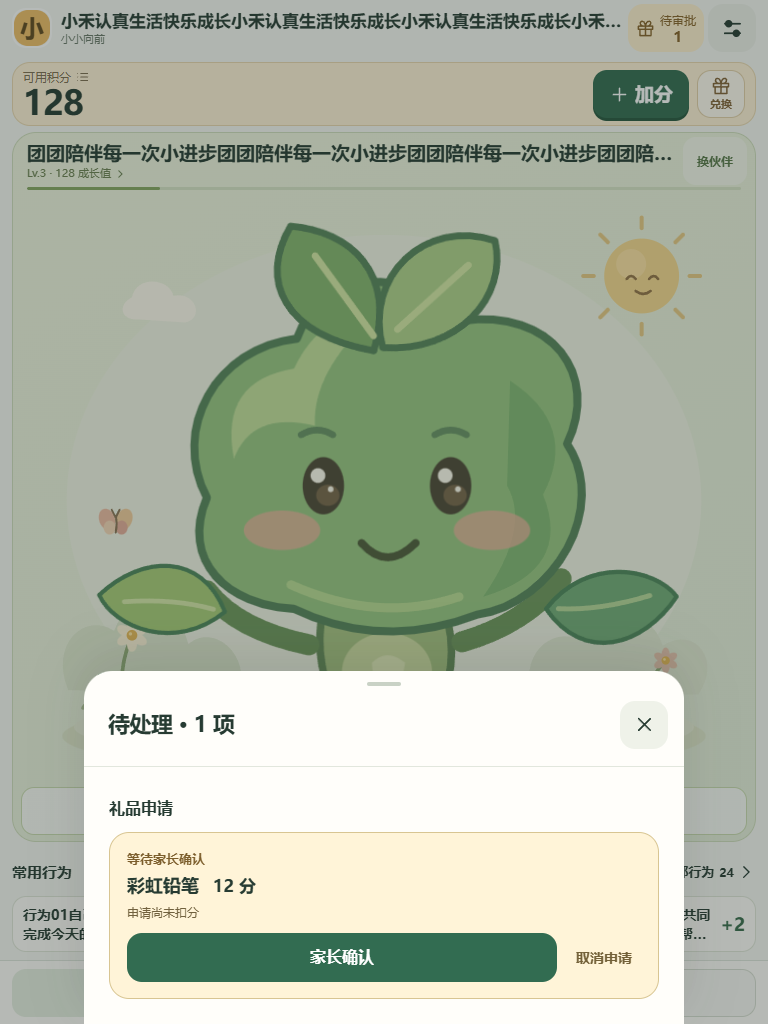 小
小禾认真生活快乐成长小禾认真生活快乐成长小禾认真生活快乐成长小禾...
小小向前
待审批
1
可用积分
128
+ 加分
兑换
团团陪伴每一次小进步团团陪伴每一次小进步团团陪伴每一次小进步团团陪...
Lv.3 · 128 成长值
换伙伴
待处理 · 1 项
礼品申请
等待家长确认
彩虹铅笔 12 分
申请尚未扣分
家长确认
取消申请
常用行为
行为 24
行为01自
完成今天的
共同
帮...
+2